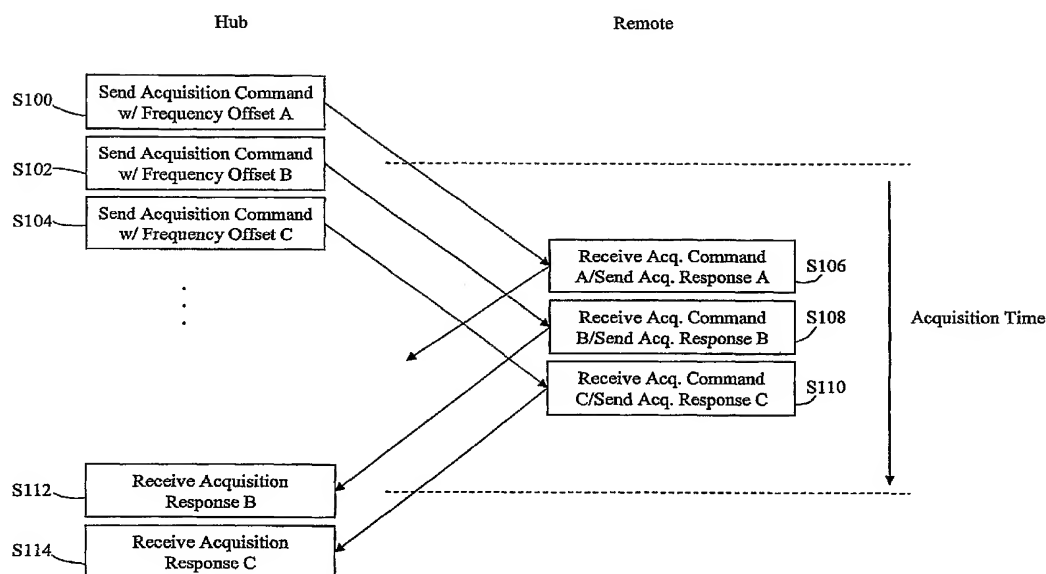 Hub
Remote
S100
Send Acquisition Command
w/ Frequency Offset A
S102
Send Acquisition Command
w/ Frequency Offset B
S104
Send Acquisition Command
w/ Frequency Offset C
Receive Acq. Command
A/Send Acq. Response A
S106
Receive Acq. Command
B/Send Acq. Response B
S108
Acquisition Time
Receive Acq. Command
C/Send Acq. Response C
S110
S112
Receive Acquisition
Response B
S114
Receive Acquisition
Response C